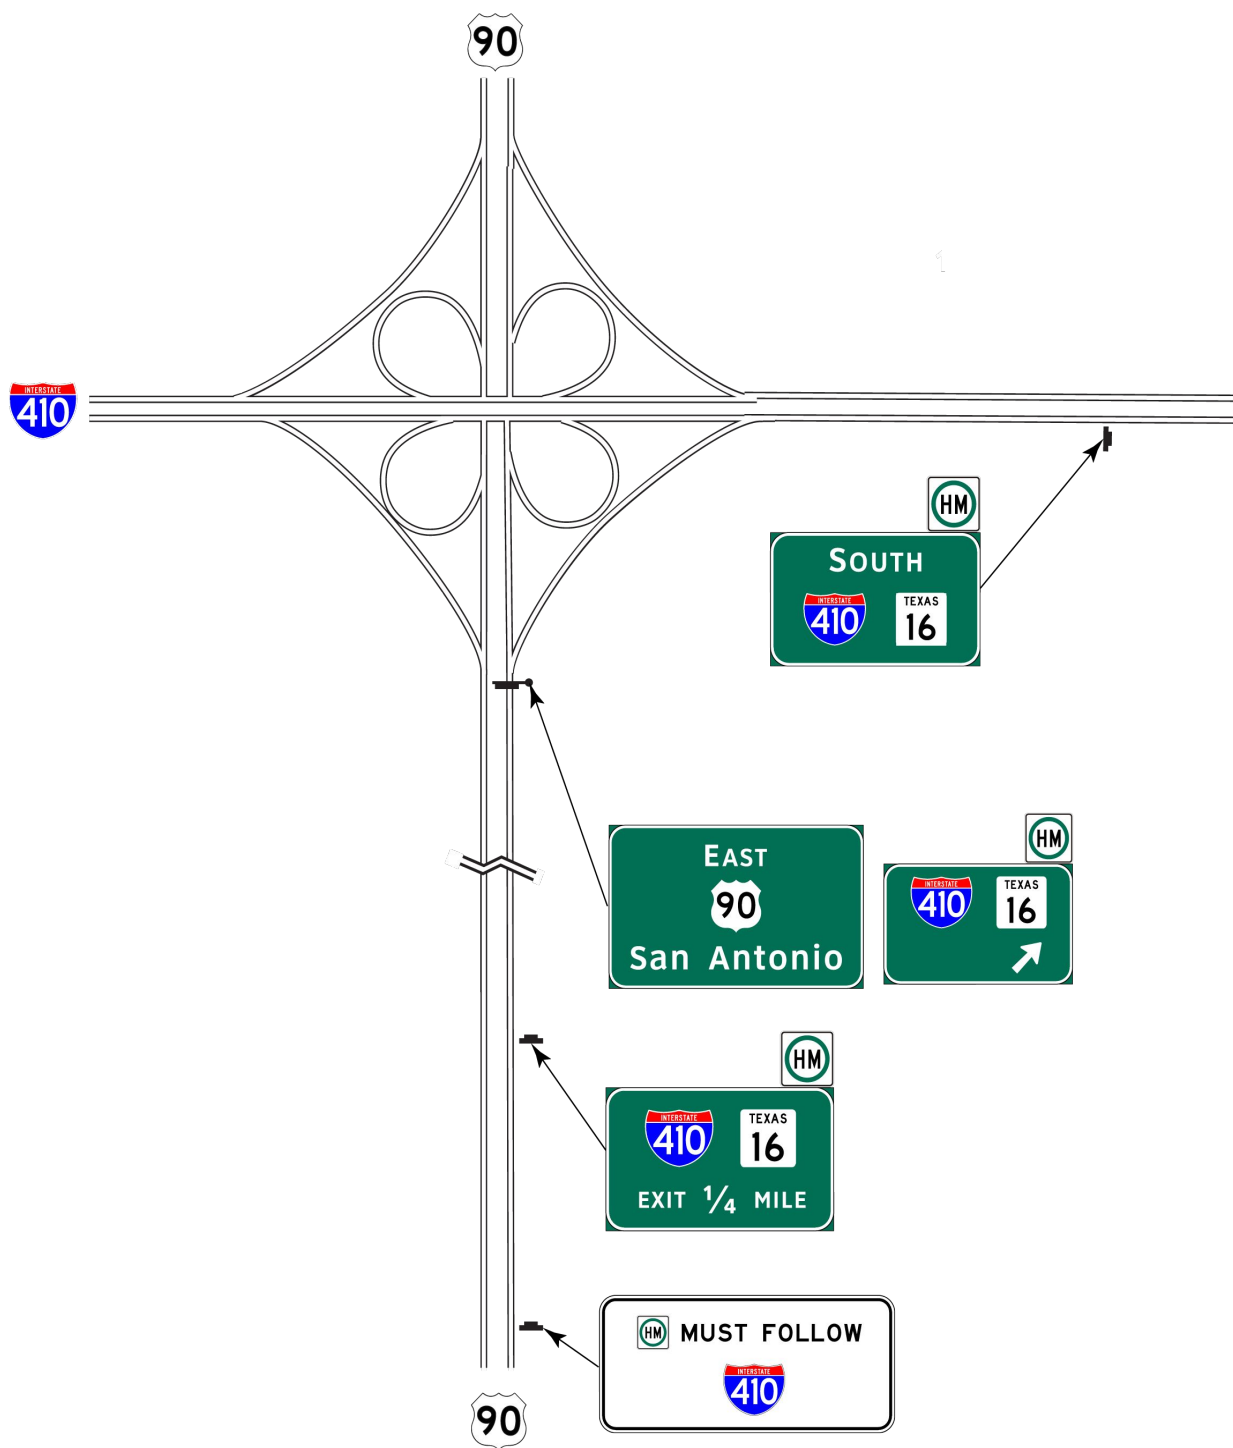 90
INTERSTATE
410
HM
SOUTH
INTERSTATE
410
TEXAS
16
EAST
90
San Antonio
HM
INTERSTATE
410
TEXAS
16
HM
INTERSTATE
410
TEXAS
16
EXIT 1/4 MILE
HM MUST FOLLOW
INTERSTATE
410
90